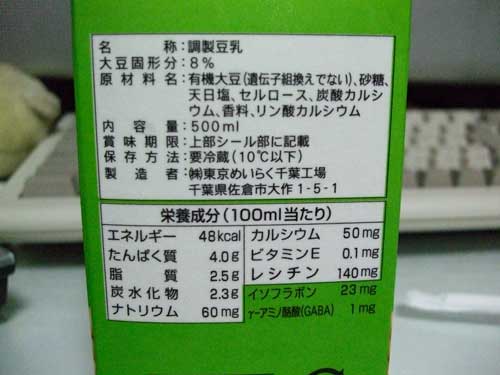 名称:調製豆乳
大豆固形分:8%
原材料名:有機大豆(遺伝子組換えでない)、砂糖、
天日塩、セルロース、炭酸カルシ
ウム、香料、リン酸カルシウム
内容量:500ml
賞味期限:上部シール部に記載
保存方法:要冷蔵(10℃以下)
製造者:㈱東京めいらく千葉工場
千葉県佐倉市大作1-5-1
栄養成分(100ml当たり)
エネルギー 48kcal
たんぱく質 4.0g
脂質 2.5g
炭水化物 2.3g
ナトリウム 60mg
カルシウム 50mg
ビタミンE 0.1mg
レシチン 140mg
イソフラボン 23mg
γ-アミノ酪酸(GABA) 1mg